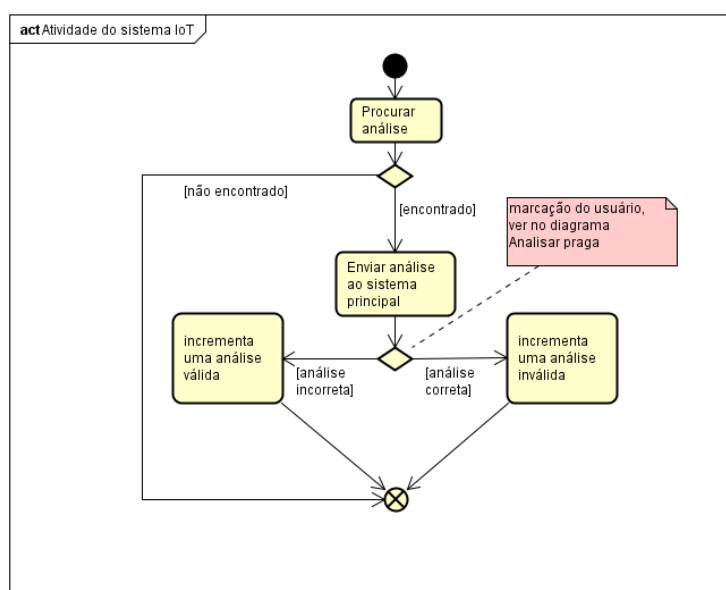 act Atividade do sistema IoT
Procurar
análise
[não encontrado]
[encontrado]
marcação do usuário,
ver no diagrama
Analisar praga
Enviar análise
ao sistema
principal
incrementa
uma análise
válida
[análise
incorreta]
[análise
correta]
incrementa
uma análise
inválida